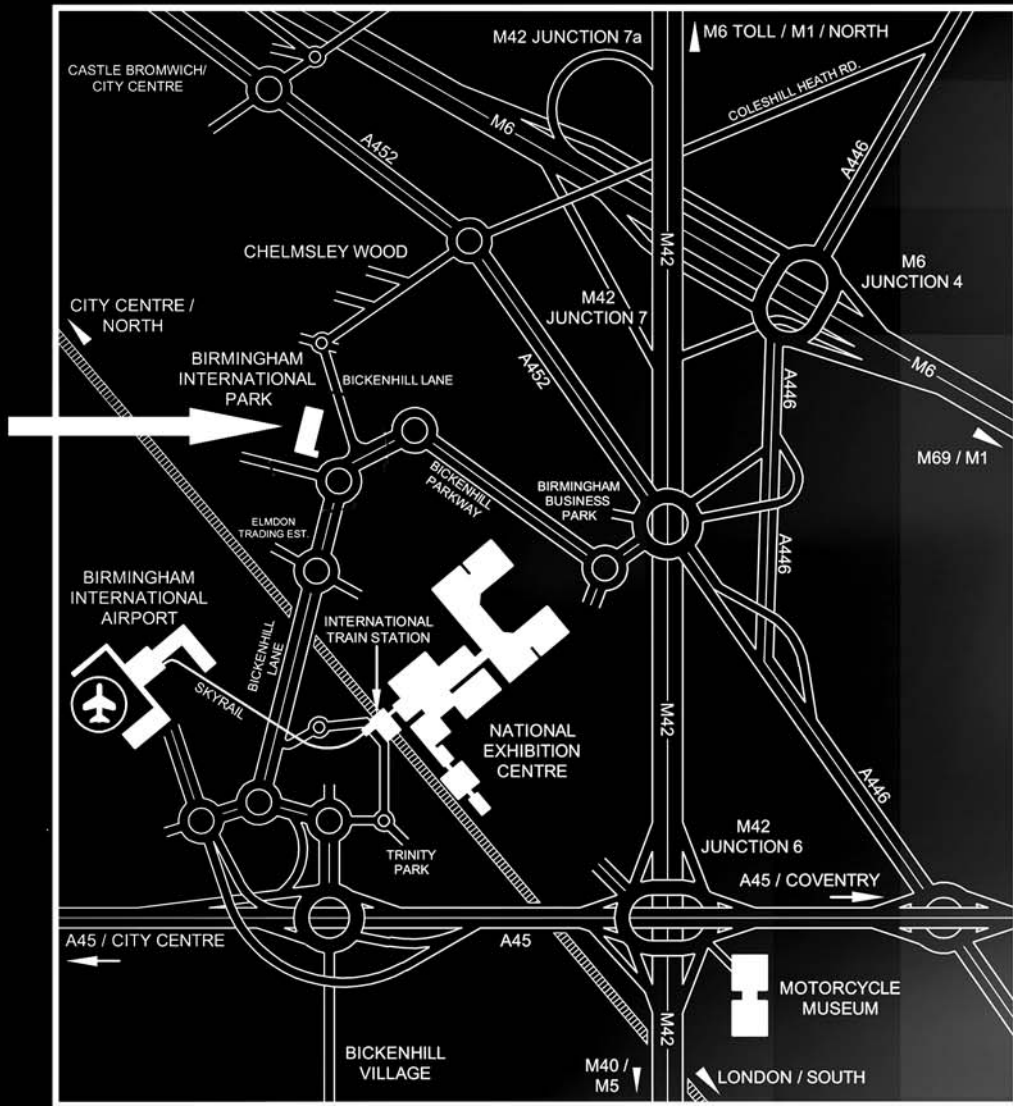 M42 JUNCTION 7a
M6 TOLL / M1 / NORTH
CASTLE BROMWICH/
CITY CENTRE
COLESHILL HEATH RD.
M6
A452
A446
CHELMSLEY WOOD
M42
M6
JUNCTION 4
M42
JUNCTION 7
CITY CENTRE /
NORTH
BIRMINGHAM
INTERNATIONAL
PARK
BICKENHILL LANE
A452
A446
M6
M69 / M1
BICKENHILL
PARKWAY
BIRMINGHAM
BUSINESS
PARK
ELMDON
TRADING EST.
A446
BIRMINGHAM
INTERNATIONAL
AIRPORT
INTERNATIONAL
TRAIN STATION
BICKENHILL
LANE
SKYRAIL
NATIONAL
EXHIBITION
CENTRE
M42
A446
M42
JUNCTION 6
TRINITY
PARK
A45 / COVENTRY
A45 / CITY CENTRE
A45
MOTORCYCLE
MUSEUM
M42
BICKENHILL
VILLAGE
M40 /
M5
LONDON / SOUTH